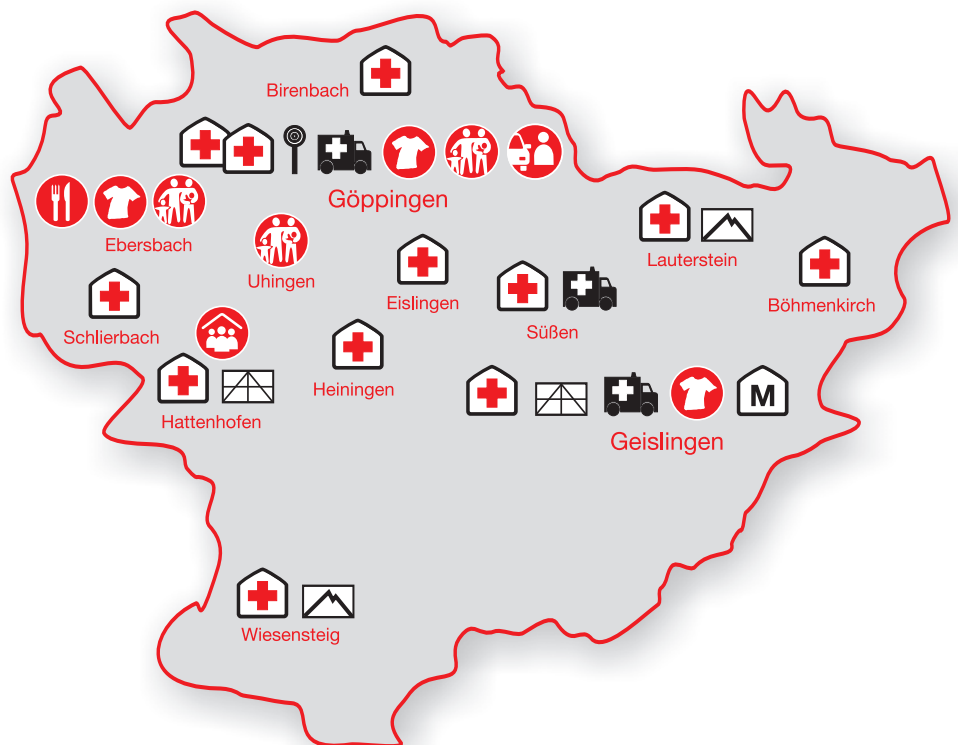 Birenbach
Göppingen
Ebersbach
Uhingen
Lauterstein
Eislingen
Böhmenkirch
Süßen
Schlierbach
Heiningen
Hattenhofen
M
Geislingen
Wiesensteig